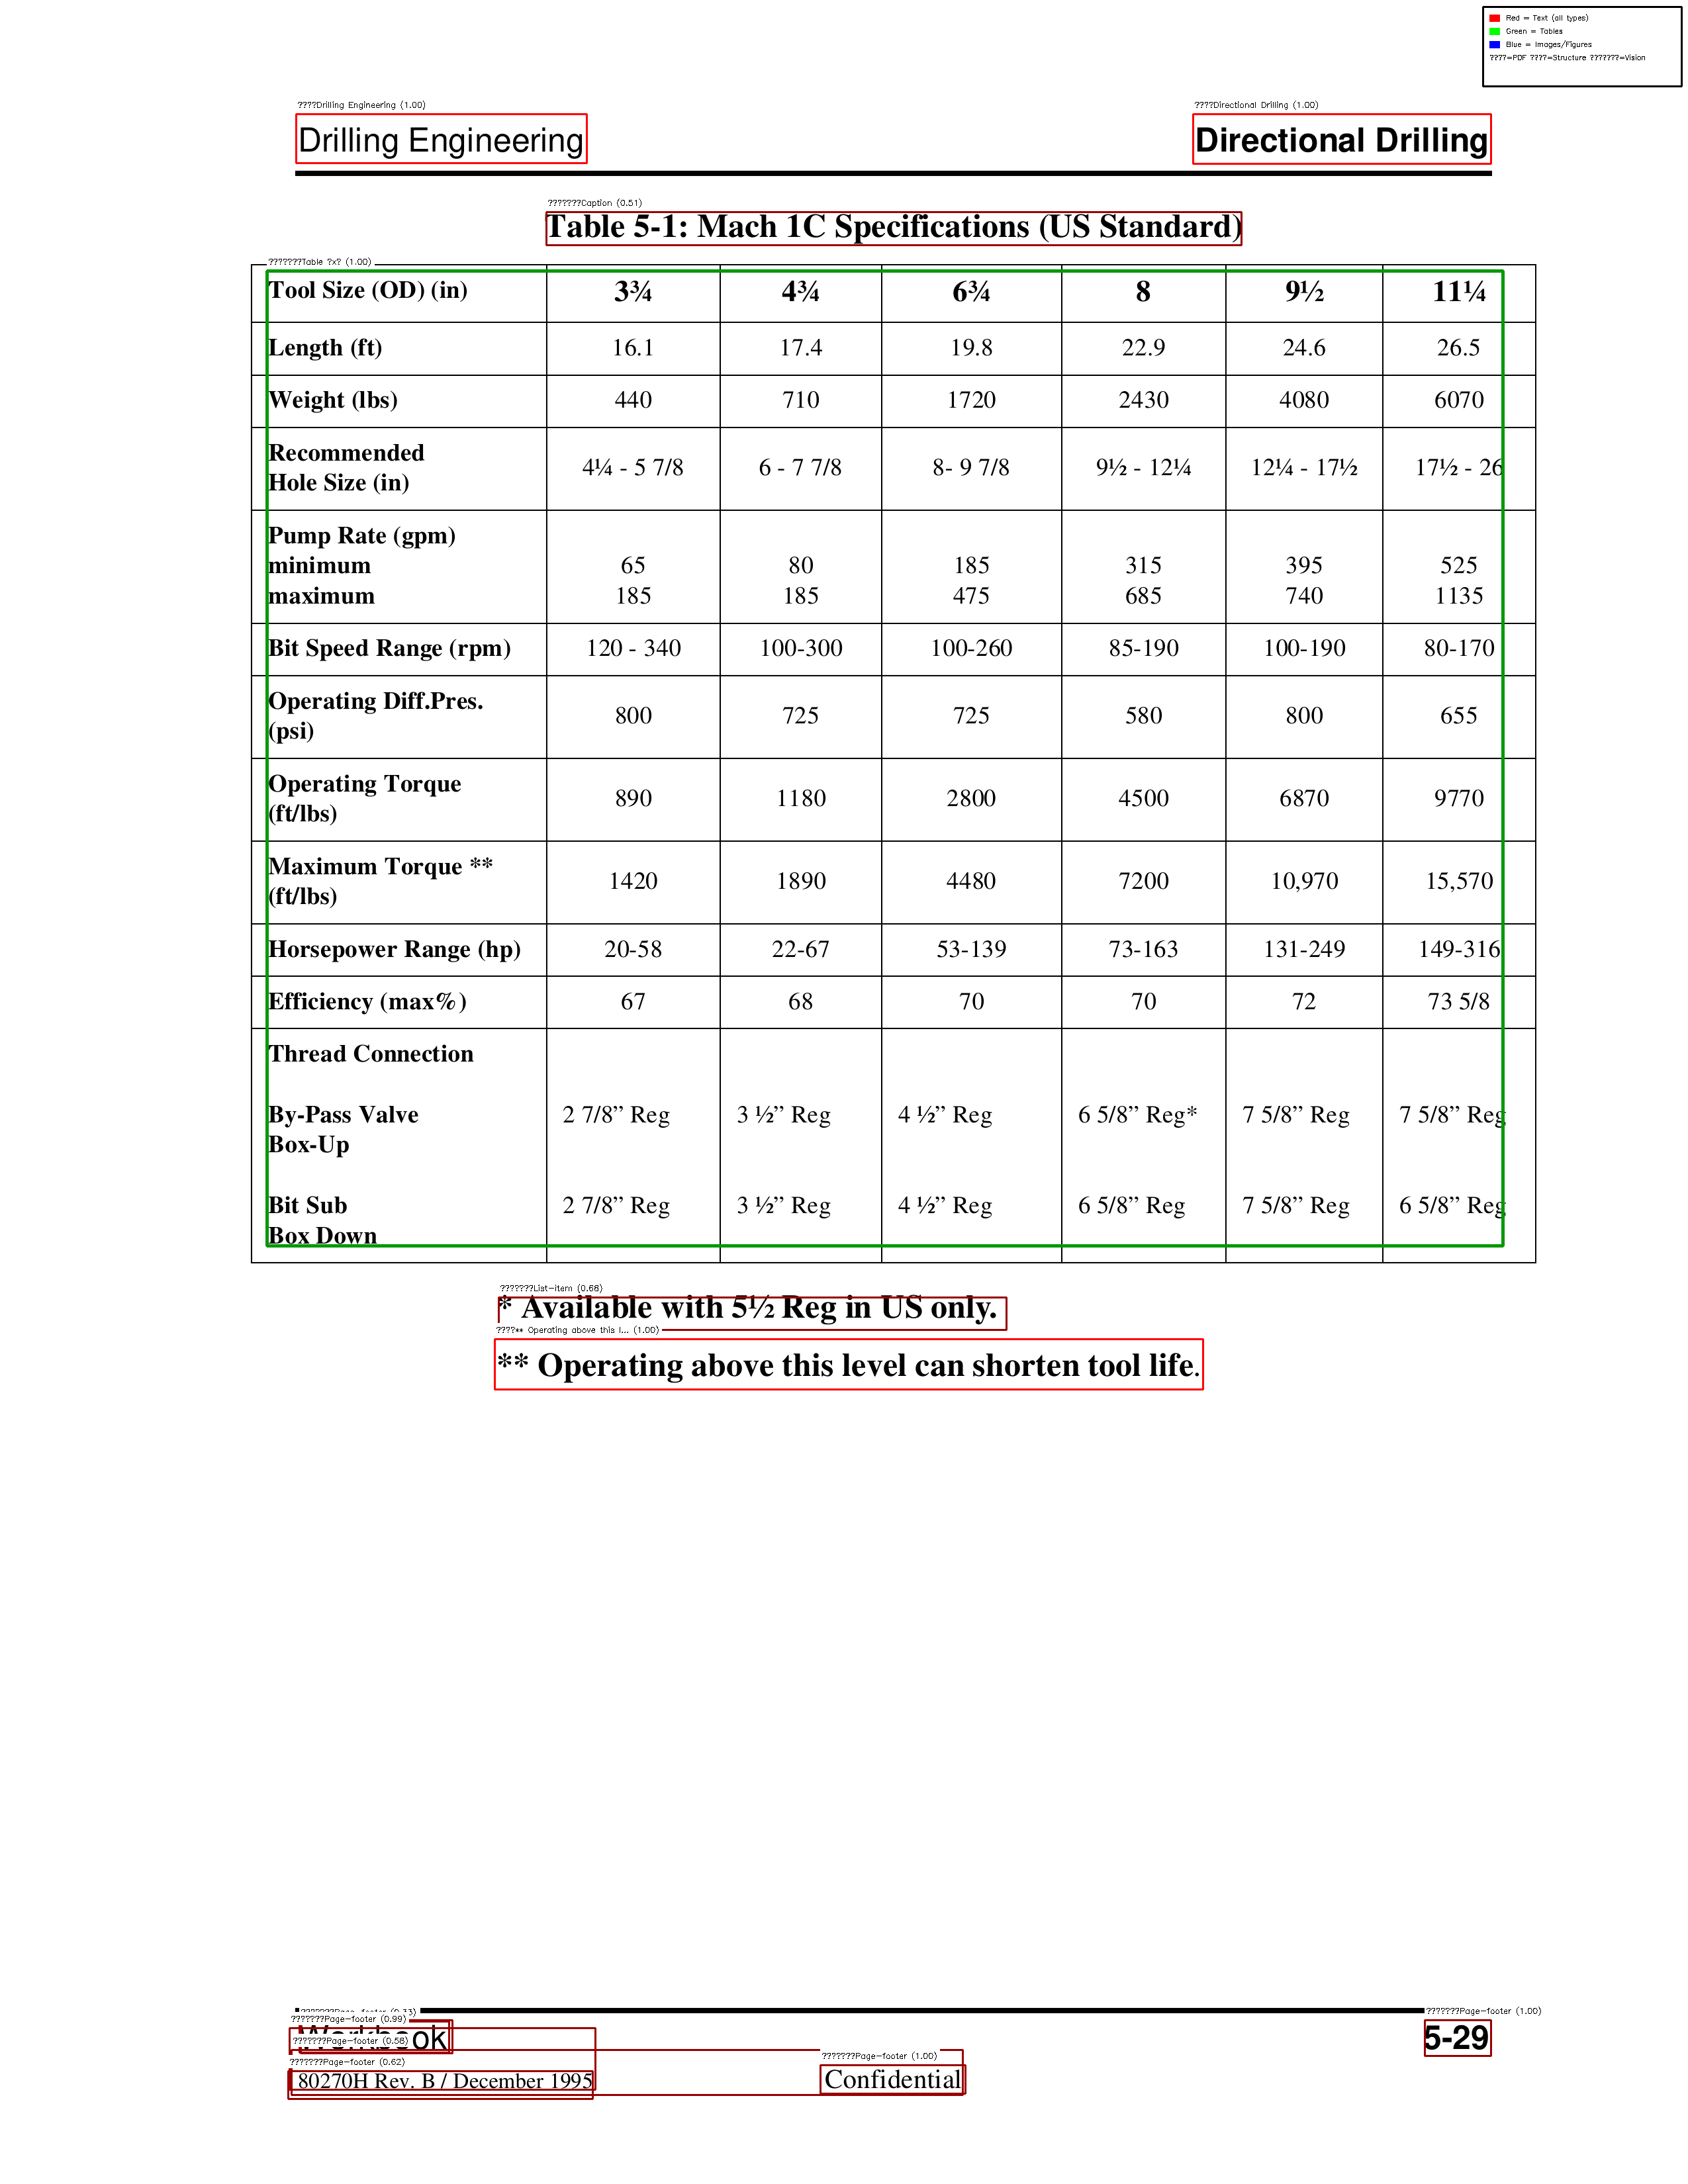 Red = Text (all types)
Green = Tables
Blue = Images/Figures
????=PDF ????=Structure ???????=Vision
????Drilling Engineering (1.00)
????Directional Drilling (1.00)
Drilling Engineering
Directional Drilling
???????Caption (0.51)
Table 5-1: Mach 1C Specifications (US Standard)
???????Table ?x? (1.00)
Tool Size (OD) (in) 3¾ 4¾ 6¾ 8 9½ 11¼
Length (ft) 16.1 17.4 19.8 22.9 24.6 26.5
Weight (lbs) 440 710 1720 2430 4080 6070
Recommended
Hole Size (in) 4¼ - 5 7/8 6 - 7 7/8 8- 9 7/8 9½ - 12¼ 12¼ - 17½ 17½ - 26
Pump Rate (gpm)
minimum 65 80 185 315 395 525
maximum 185 185 475 685 740 1135
Bit Speed Range (rpm) 120 - 340 100-300 100-260 85-190 100-190 80-170
Operating Diff.Pres.
(psi) 800 725 725 580 800 655
Operating Torque
(ft/lbs) 890 1180 2800 4500 6870 9770
Maximum Torque **
(ft/lbs) 1420 1890 4480 7200 10,970 15,570
Horsepower Range (hp) 20-58 22-67 53-139 73-163 131-249 149-316
Efficiency (max%) 67 68 70 70 72 73 5/8
Thread Connection
By-Pass Valve 2 7/8” Reg 3 ½” Reg 4 ½” Reg 6 5/8” Reg* 7 5/8” Reg 7 5/8” Reg
Box-Up
Bit Sub 2 7/8” Reg 3 ½” Reg 4 ½” Reg 6 5/8” Reg 7 5/8” Reg 6 5/8” Reg
Box Down
???????List-item (0.68)
* Available with 5½ Reg in US only.
????** Operating above this l... (1.00)
** Operating above this level can shorten tool life.
???????Page-footer (1.00)
???????Page-footer (0.99)
Workbook
5-29
???????Page-footer (0.58)
???????Page-footer (0.62)
???????Page-footer (1.00)
80270H Rev. B / December 1995
Confidential